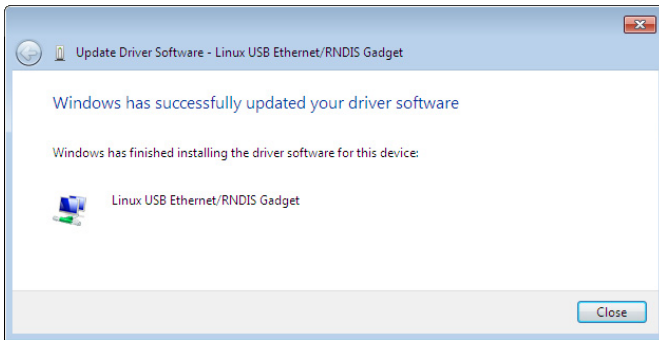 Update Driver Software - Linux USB Ethernet/RNDIS Gadget
Windows has successfully updated your driver software
Windows has finished installing the driver software for this device:
Linux USB Ethernet/RNDIS Gadget
Close